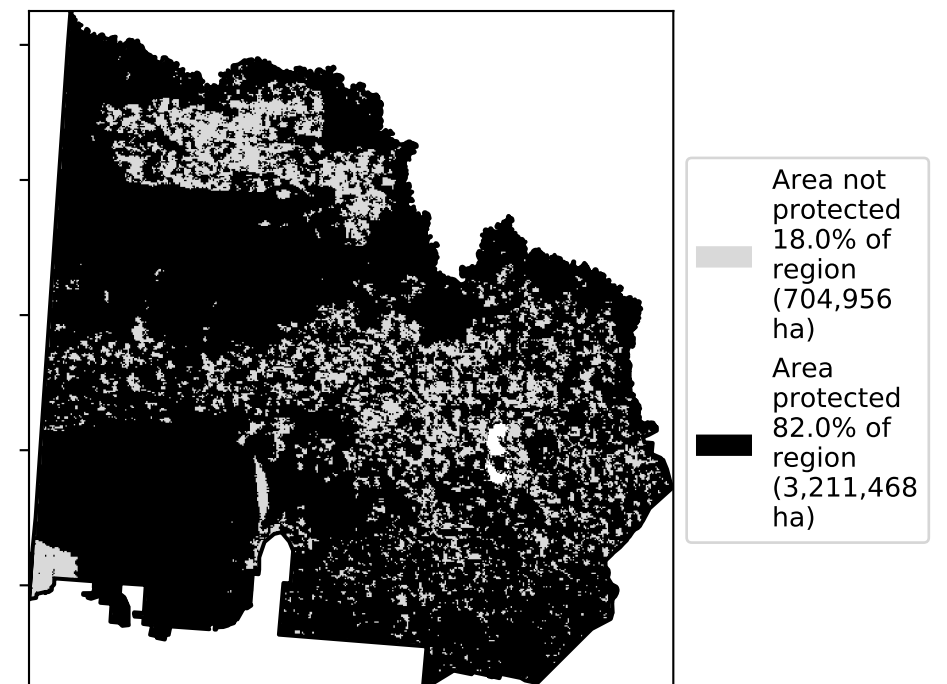 Area not
protected
18.0% of
region
(704,956
ha)
Area
protected
82.0% of
region
(3,211,468
ha)